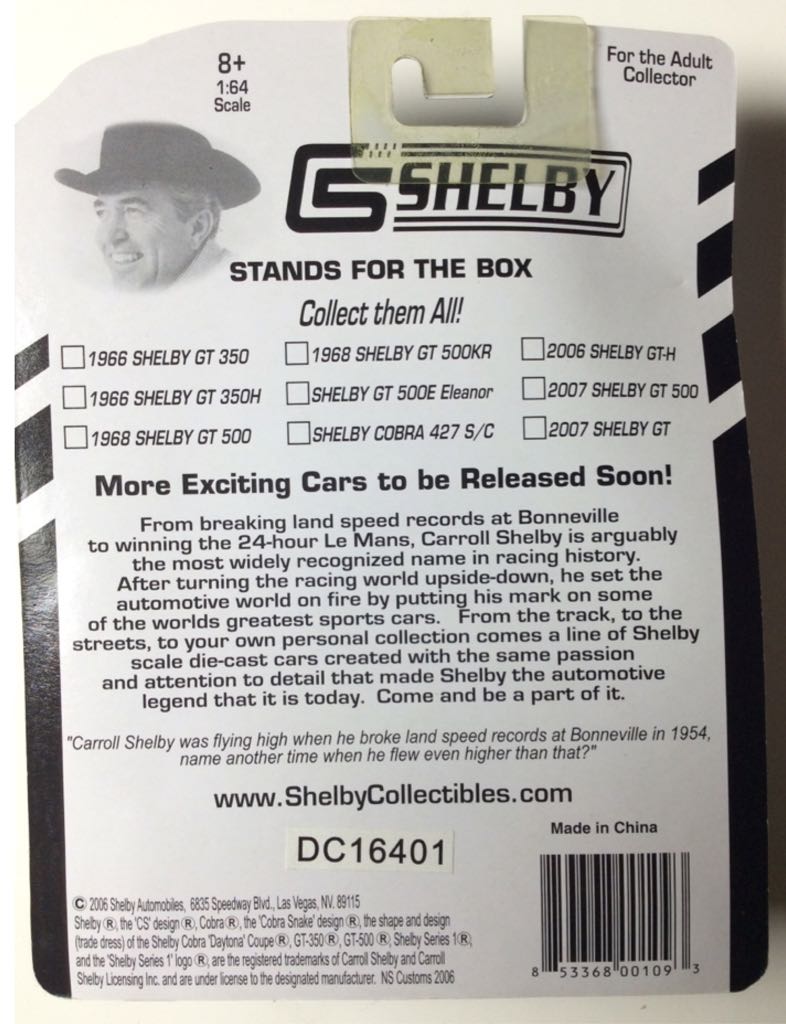 8+
1:64
Scale
For the Adult
Collector
CS SHELBY
STANDS FOR THE BOX
Collect them All!
1966 SHELBY GT 350
1968 SHELBY GT 500KR
2006 SHELBY GT-H
1966 SHELBY GT 350H
SHELBY GT 500E Eleanor
2007 SHELBY GT 500
1968 SHELBY GT 500
SHELBY COBRA 427 S/C
2007 SHELBY GT
More Exciting Cars to be Released Soon!
From breaking land speed records at Bonneville
to winning the 24-hour Le Mans, Carroll Shelby is arguably
the most widely recognized name in racing history.
After turning the racing world upside-down, he set the
automotive world on fire by putting his mark on some
of the worlds greatest sports cars. From the track, to the
streets, to your own personal collection comes a line of Shelby
scale die-cast cars created with the same passion
and attention to detail that made Shelby the automotive
legend that it is today. Come and be a part of it.
"Carroll Shelby was flying high when he broke land speed records at Bonneville in 1954,
name another time when he flew even higher than that?"
www.ShelbyCollectibles.com
DC16401
Made in China
© 2006 Shelby Automobiles, 6835 Speedway Blvd., Las Vegas, NV. 89115
Shelby®, the 'CS' design®, Cobra®, the 'Cobra Snake' design®, the shape and design
(trade dress) of the Shelby Cobra 'Daytona' Coupe®, GT-350®, GT-500®, Shelby Series 1®,
and the 'Shelby Series 1' logo®, are the registered trademarks of Carroll Shelby and Carroll
Shelby Licensing Inc. and are under license to the designated manufacturer. NS Customs 2006
8 53368 00109 3